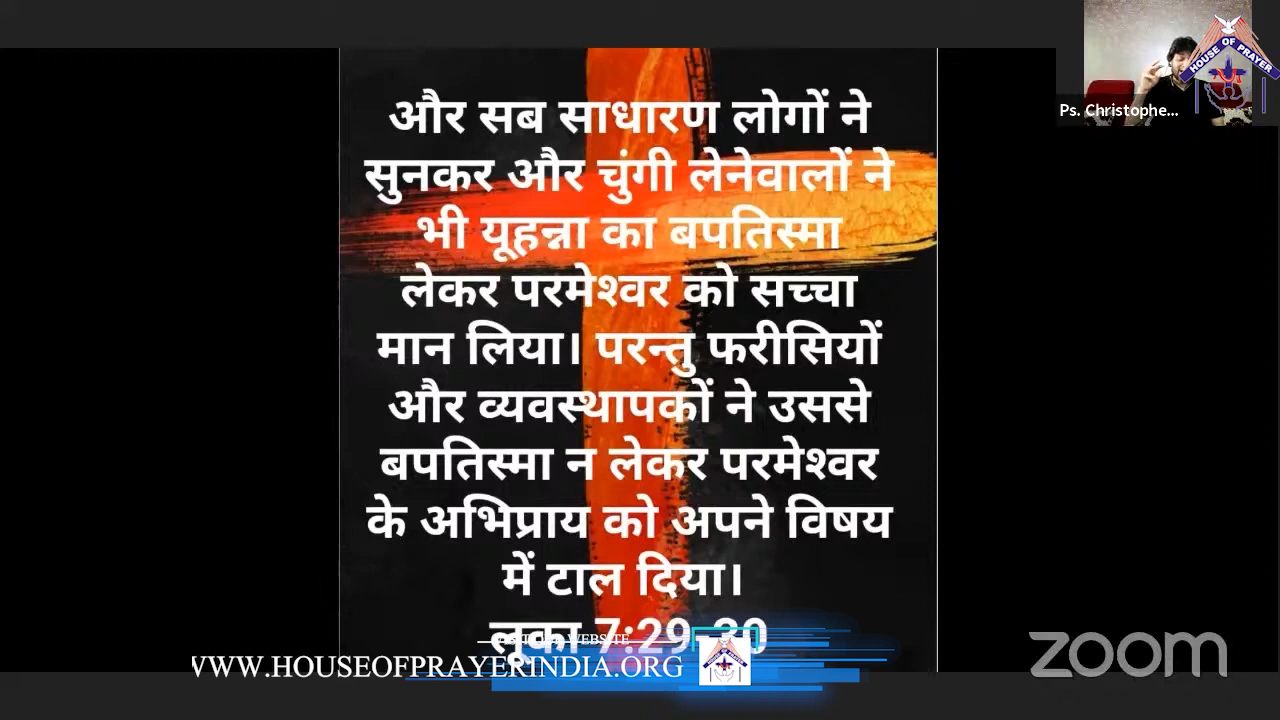 HOUSE OF PRAYER
Ps. Christophe...
और सब साधारण लोगों ने
सुनकर और चुंगी लेनेवालों ने
भी यूहन्ना का बपतिस्मा
लेकर परमेश्वर को सच्चा
मान लिया। परन्तु फरीसियों
और व्यवस्थापकों ने उससे
बपतिस्मा न लेकर परमेश्वर
के अभिप्राय को अपने विषय
में टाल दिया।
लूका 7:29-30
WEBSITE
WWW.HOUSEOFPRAYERINDIA.ORG
zoom